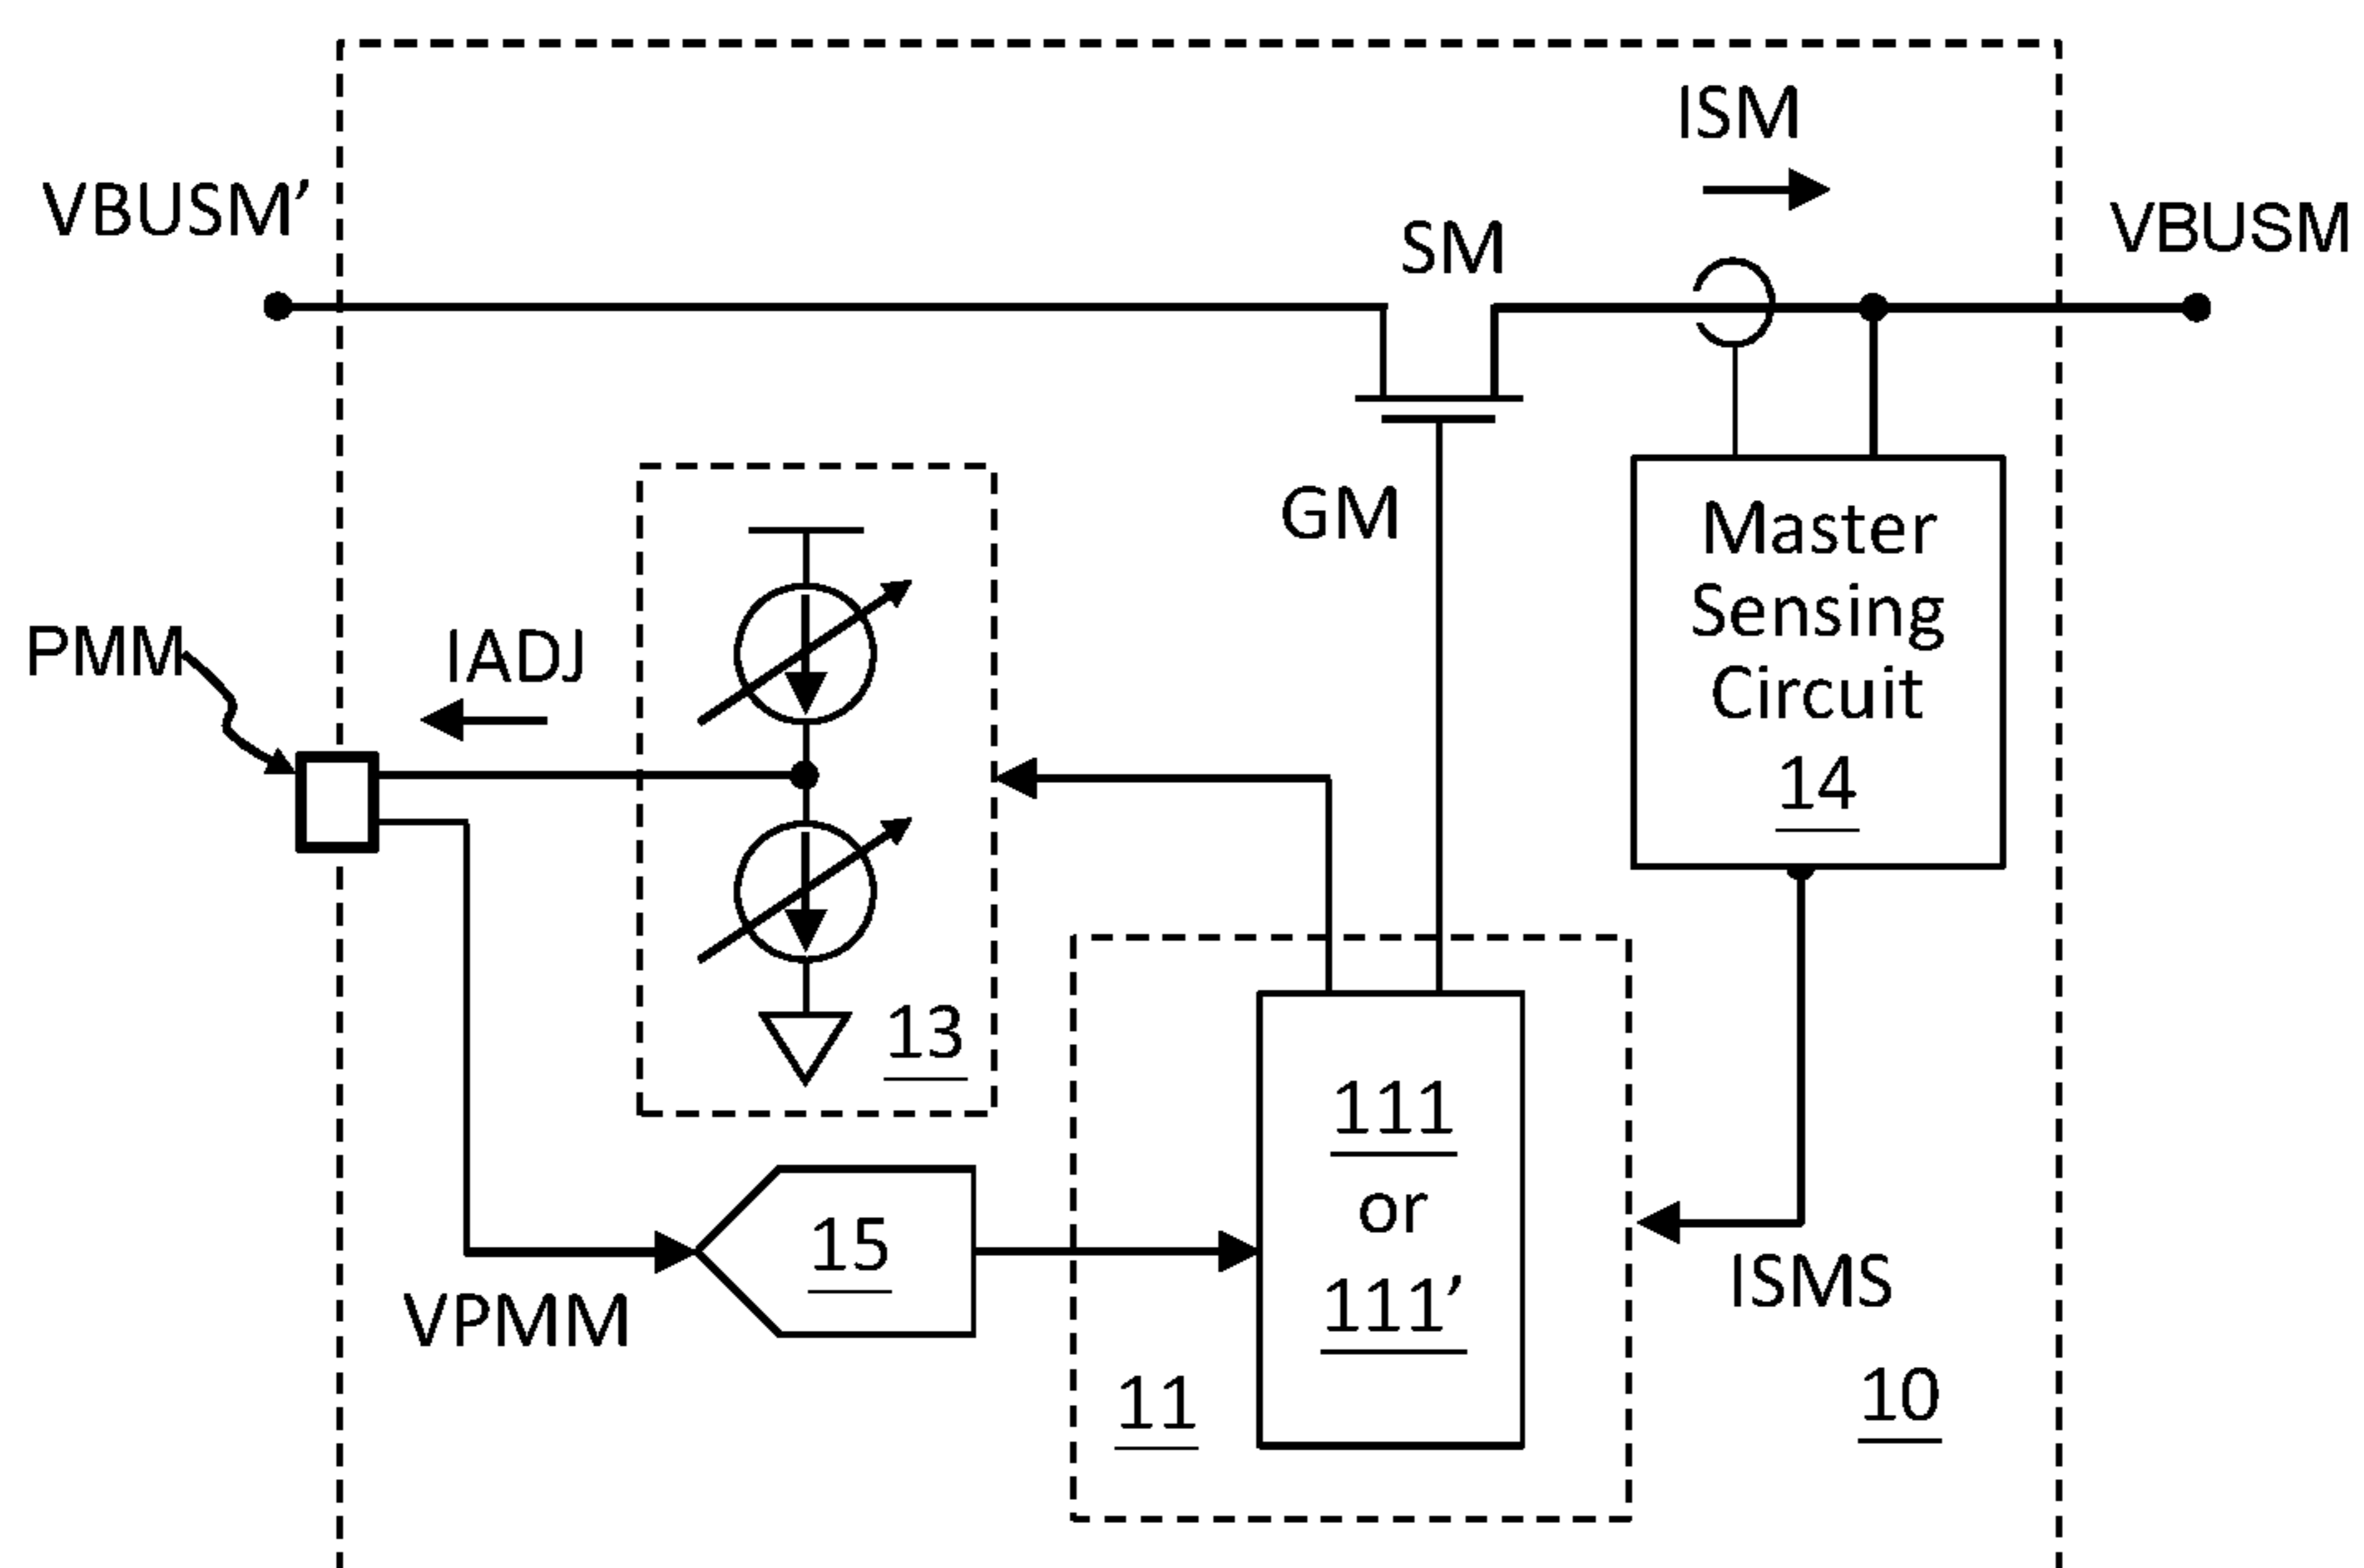 ISM
VBUSM’
VBUSM
SM
GM
Master
Sensing
Circuit
14
PMM
IADJ
13
111
or
111’
15
VPMM
11
ISMS
10